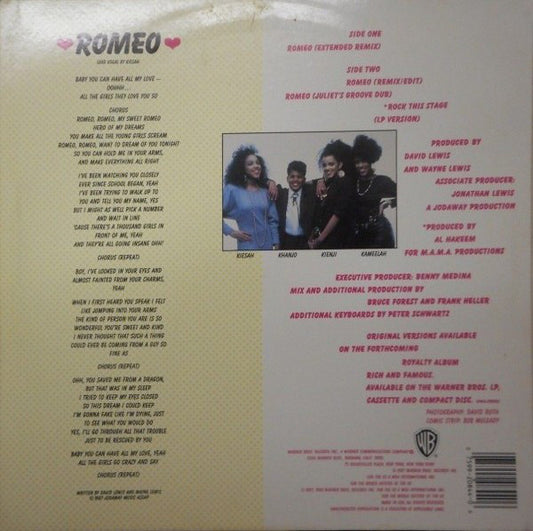 ROMEO
LEAD VOCAL BY KIESAH
BABY YOU CAN HAVE ALL MY LOVE —
OOHHH...
ALL THE GIRLS THEY LOVE YOU SO
CHORUS
ROMEO, ROMEO, MY SWEET ROMEO
HERO OF MY DREAMS
YOU MAKE ALL THE YOUNG GIRLS SCREAM
ROMEO, ROMEO, WANT TO DREAM OF YOU TONIGHT
SO YOU CAN HOLD ME IN YOUR ARMS,
AND MAKE EVERYTHING ALL RIGHT
I'VE BEEN WATCHING YOU CLOSELY
EVER SINCE SCHOOL BEGAN, YEAH
I'VE BEEN TRYING TO WALK UP TO
YOU AND TELL YOU MY NAME, YES
BUT I MIGHT AS WELL PICK A NUMBER
AND WAIT IN LINE
'CAUSE THERE'S A THOUSAND GIRLS IN
FRONT OF ME, YEAH
AND THEY'RE ALL GOING INSANE OHH!
CHORUS (REPEAT)
BOY, I'VE LOOKED IN YOUR EYES AND
ALMOST FAINTED FROM YOUR CHARMS,
YEAH
WHEN I FIRST HEARD YOU SPEAK I FELT
LIKE JUMPING INTO YOUR ARMS
THE KIND OF PERSON YOU ARE IS SO
WONDERFUL YOU'RE SWEET AND KIND
I NEVER THOUGHT THAT SUCH A THING
COULD EVER BE COMING FROM A GUY SO
FINE AS
CHORUS (REPEAT)
OHH, YOU SAVED ME FROM A DRAGON,
BUT THAT WAS IN MY SLEEP
I TRIED TO KEEP MY EYES CLOSED
SO THIS DREAM I COULD KEEP
I'M GONNA FAKE LIKE I'M DYING, JUST
TO SEE WHAT YOU WOULD DO
YES, I'LL GO THROUGH ALL THAT TROUBLE
JUST TO BE RESCUED BY YOU
BABY YOU CAN HAVE ALL MY LOVE, YEAH
ALL THE GIRLS GO CRAZY AND SAY
CHORUS (REPEAT)
WRITTEN BY DAVID LEWIS AND WAYNE LEWIS
© 1987 JODAWAY MUSIC ASCAP
SIDE ONE
ROMEO (EXTENDED REMIX)
SIDE TWO
ROMEO (REMIX/EDIT)
ROMEO (JULIET'S GROOVE DUB)
*ROCK THIS STAGE
(LP VERSION)
KIESAH KHANJO KIENJI KAMEELAH
PRODUCED BY
DAVID LEWIS
AND WAYNE LEWIS
ASSOCIATE PRODUCER:
JONATHAN LEWIS
A JODAWAY PRODUCTION
*PRODUCED BY
AL HAKEEM
FOR M.A.M.A. PRODUCTIONS
EXECUTIVE PRODUCER: BENNY MEDINA
MIX AND ADDITIONAL PRODUCTION BY
BRUCE FOREST AND FRANK HELLER
ADDITIONAL KEYBOARDS BY PETER SCHWARTZ
ORIGINAL VERSIONS AVAILABLE
ON THE FORTHCOMING
ROYALTY ALBUM
RICH AND FAMOUS.
AVAILABLE ON THE WARNER BROS. LP,
CASSETTE AND COMPACT DISC.
PHOTOGRAPHY: DAVID ROTH
WB